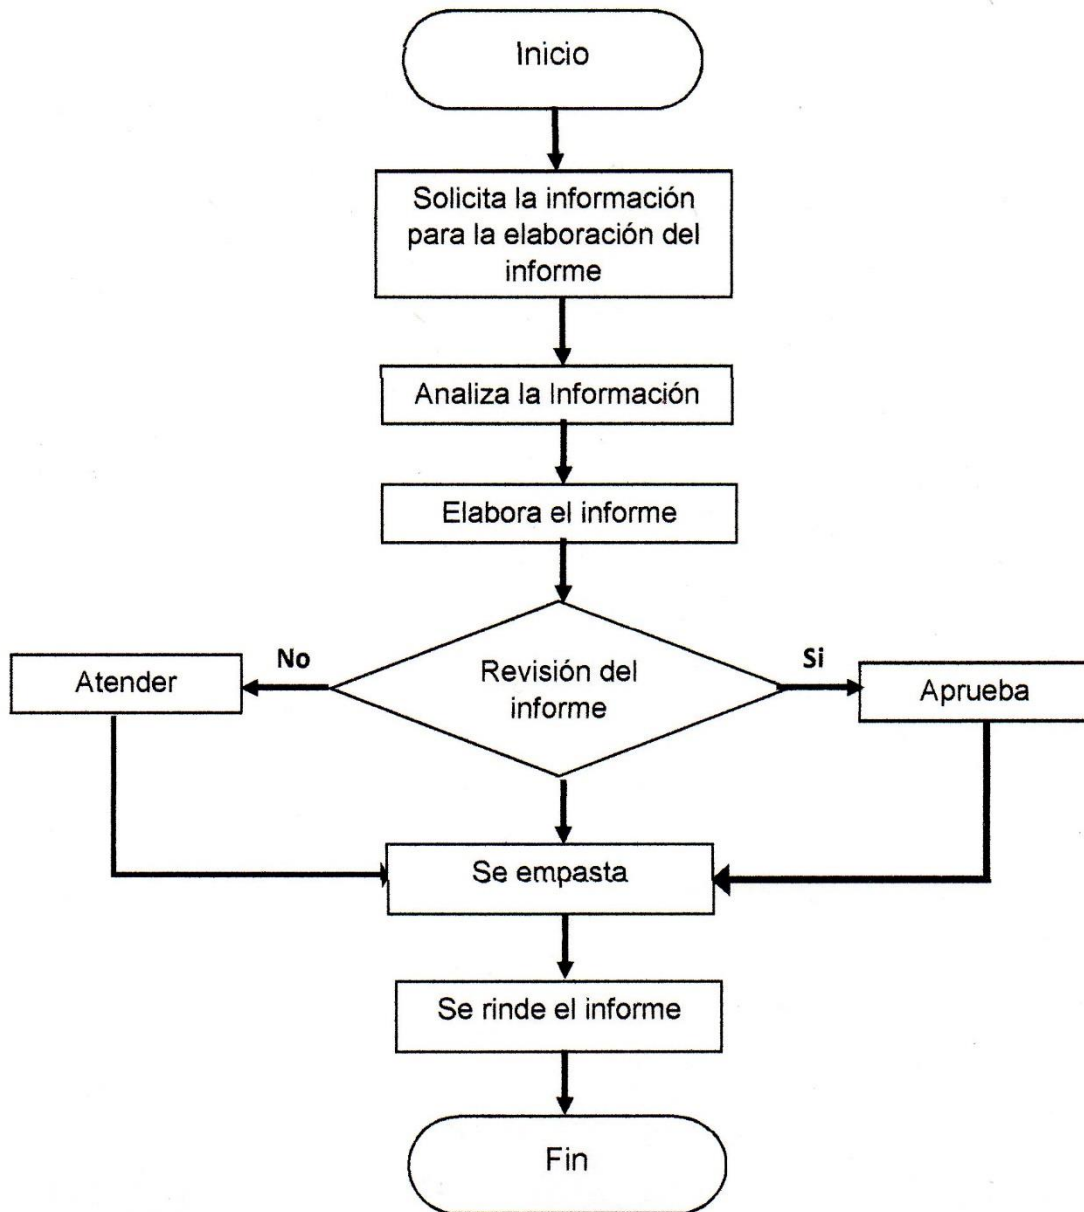 Inicio
Solicita la información
para la elaboración del
informe
Analiza la Información
Elabora el informe
No
Si
Atender
Revisión del
informe
Aprueba
Se empasta
Se rinde el informe
Fin